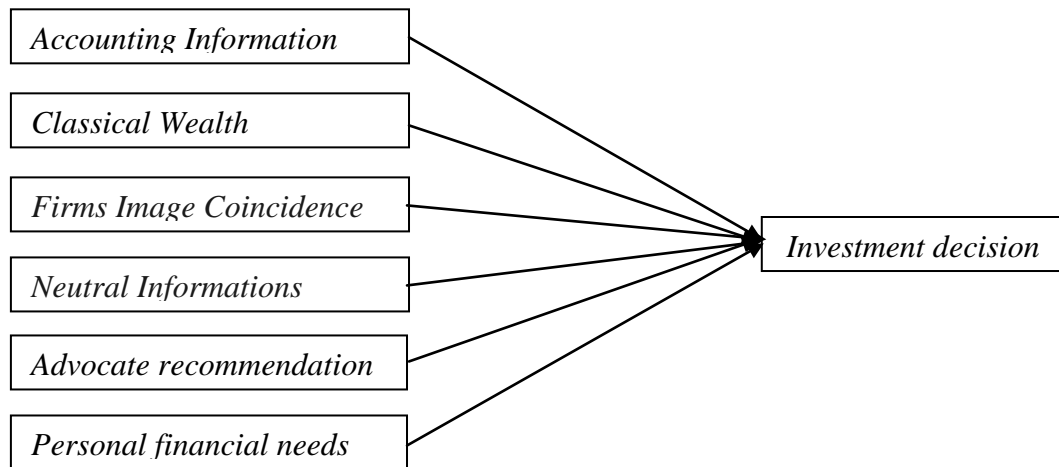 Accounting Information
Classical Wealth
Firms Image Coincidence
Neutral Informations
Advocate recommendation
Personal financial needs
Investment decision